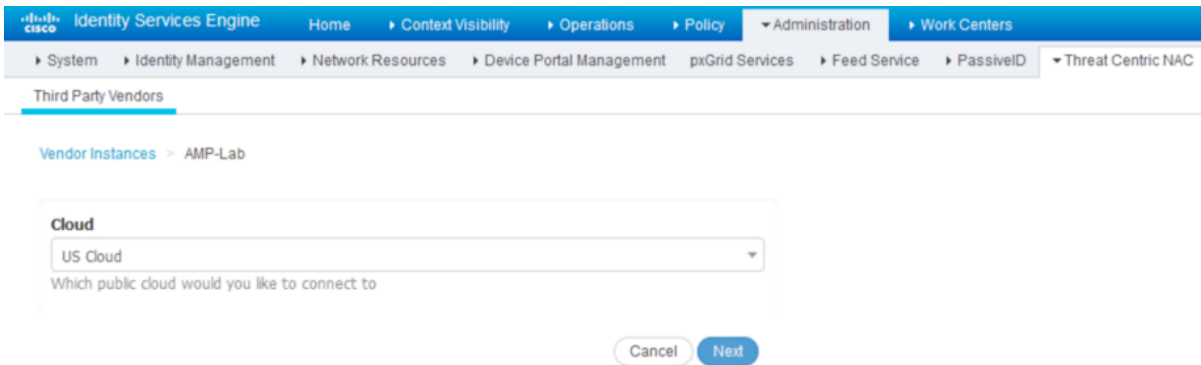 cisco Identity Services Engine Home Context Visibility Operations Policy Administration Work Centers
System Identity Management Network Resources Device Portal Management pxGrid Services Feed Service PassiveID Threat Centric NAC
Third Party Vendors
Vendor Instances > AMP-Lab
Cloud
US Cloud
Which public cloud would you like to connect to
Cancel Next